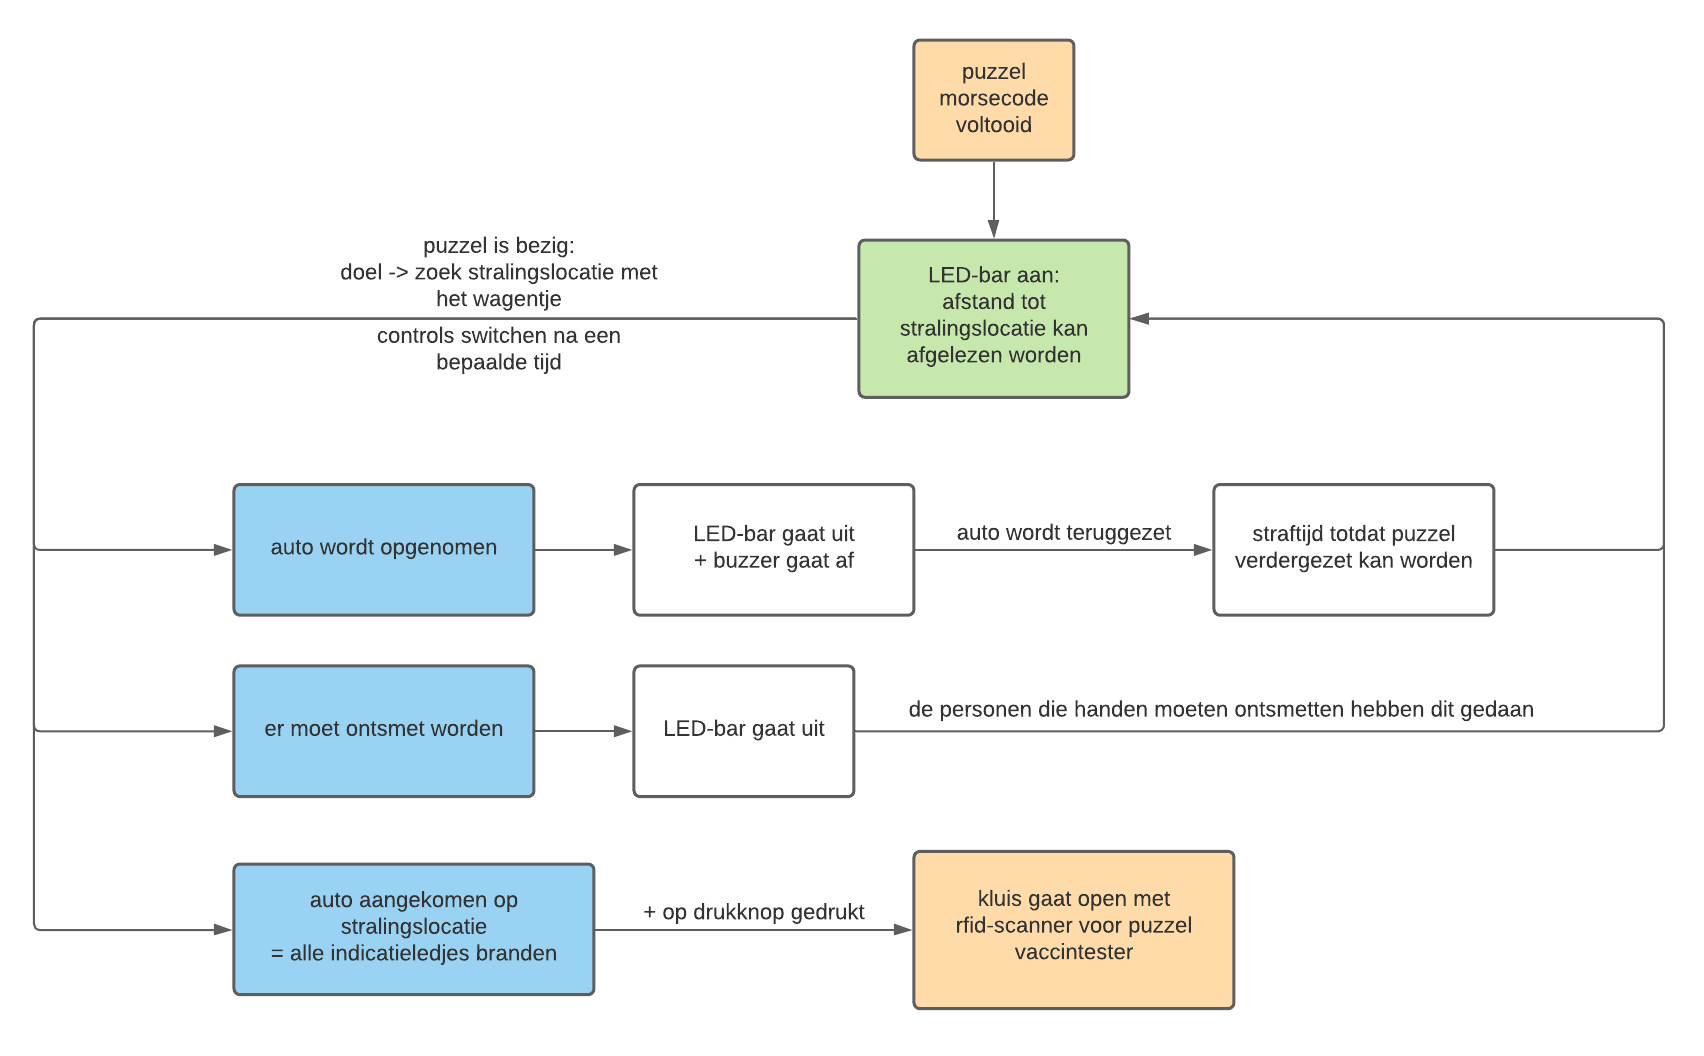 puzzel
morsecode
voltooid
puzzel is bezig:
doel -> zoek stralingslocatie met
het wagentje
controls switchen na een
bepaalde tijd
LED-bar aan:
afstand tot
stralingslocatie kan
afgelezen worden
auto wordt opgenomen
LED-bar gaat uit
+ buzzer gaat af
auto wordt teruggezet
straftijd totdat puzzel
verdergezet kan worden
er moet ontsmet worden
LED-bar gaat uit
de personen die handen moeten ontsmetten hebben dit gedaan
auto aangekomen op
stralingslocatie
= alle indicatieledjes branden
+ op drukknop gedrukt
kluis gaat open met
rfid-scanner voor puzzel
vaccintester